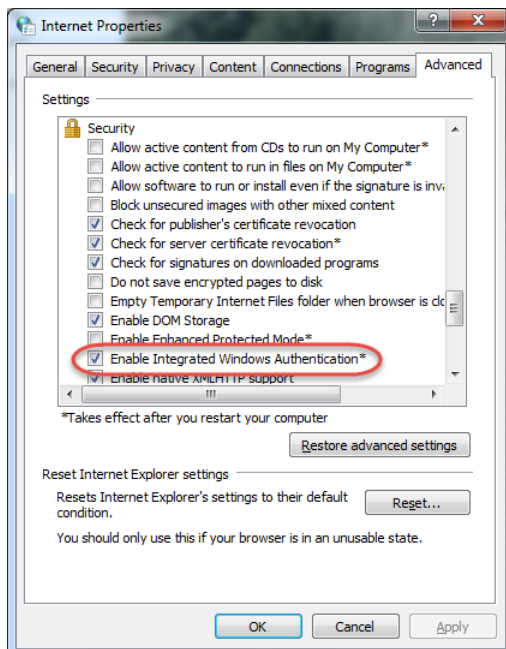 Internet Properties
?
X
General Security Privacy Content Connections Programs Advanced
Settings
Security
Allow active content from CDs to run on My Computer*
Allow active content to run in files on My Computer*
Allow software to run or install even if the signature is
Block unsecured images with other mixed content
Check for publisher's certificate revocation
Check for server certificate revocation*
Check for signatures on downloaded programs
Do not save encrypted pages to disk
Empty Temporary Internet Files folder when browser is
Enable DOM Storage
Enable Enhanced Protected Mode*
Enable Integrated Windows Authentication*
Enable native XMLHTTP support
*Takes effect after you restart your computer
Restore advanced settings
Reset Internet Explorer settings
Resets Internet Explorer's settings to their default
condition.
Reset...
You should only use this if your browser is in an unusable state.
OK Cancel Apply